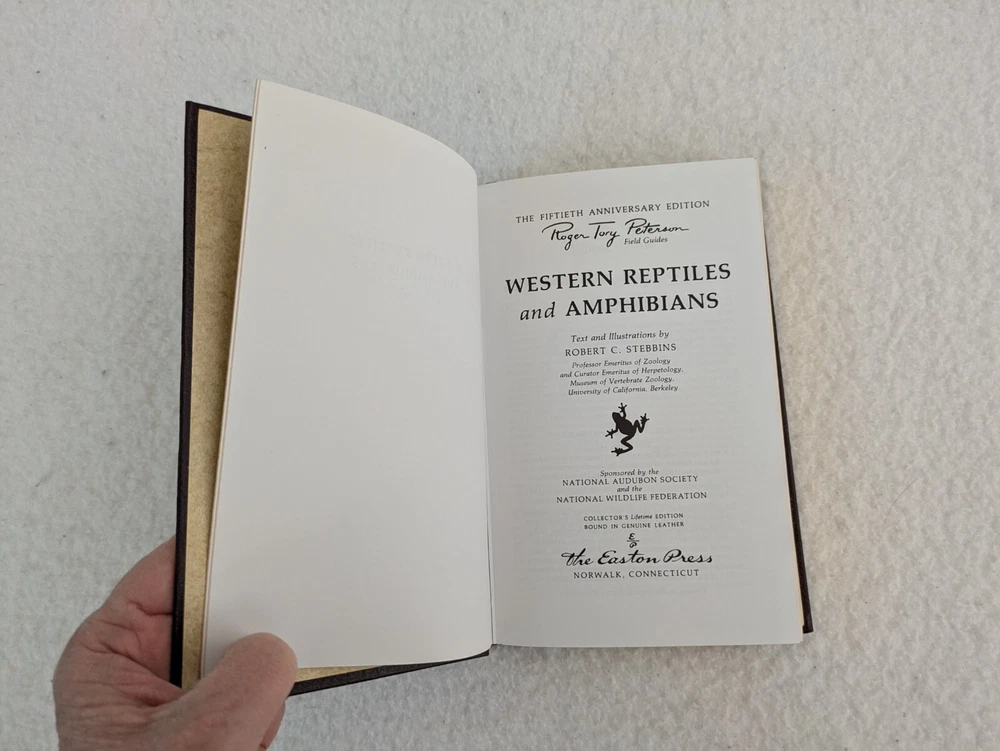 THE FIFTIETH ANNIVERSARY EDITION
Roger Tory Peterson
Field Guides
WESTERN REPTILES
and AMPHIBIANS
Text and Illustrations by
ROBERT C. STEBBINS
Professor Emeritus of Zoology
and Curator Emeritus of Herpetology,
Museum of Vertebrate Zoology,
University of California, Berkeley
Sponsored by the
NATIONAL AUDUBON SOCIETY
and the
NATIONAL WILDLIFE FEDERATION
COLLECTOR'S Lifetime EDITION
BOUND IN GENUINE LEATHER
the Easton Press
NORWALK, CONNECTICUT